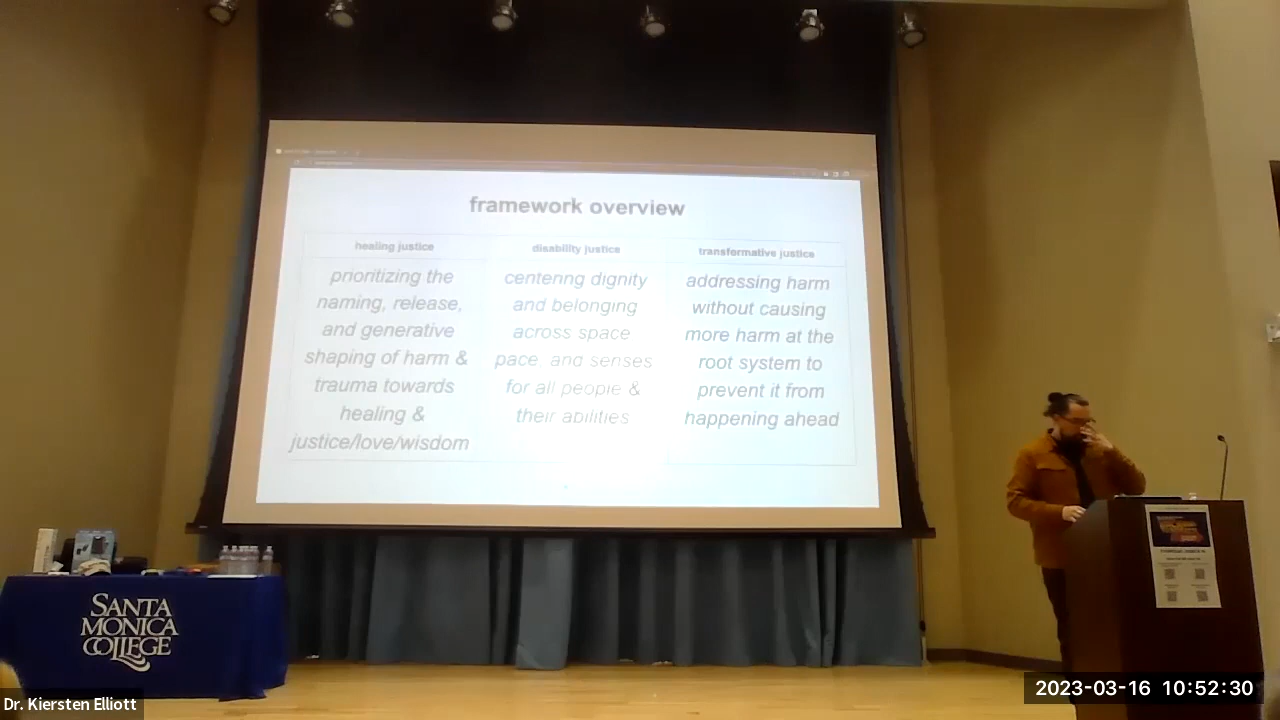 framework overview
healing justice
prioritizing the
naming, release,
and generative
shaping of harm &
trauma towards
healing &
justice/love/wisdom
disability justice
centering dignity
and belonging
across space
pace, and senses
for all people &
their abilities
transformative justice
addressing harm
without causing
more harm at the
root system to
prevent it from
happening ahead
SANTA
MONICA
COLLEGE
Dr. Kiersten Elliott
2023-03-16 10:52:30